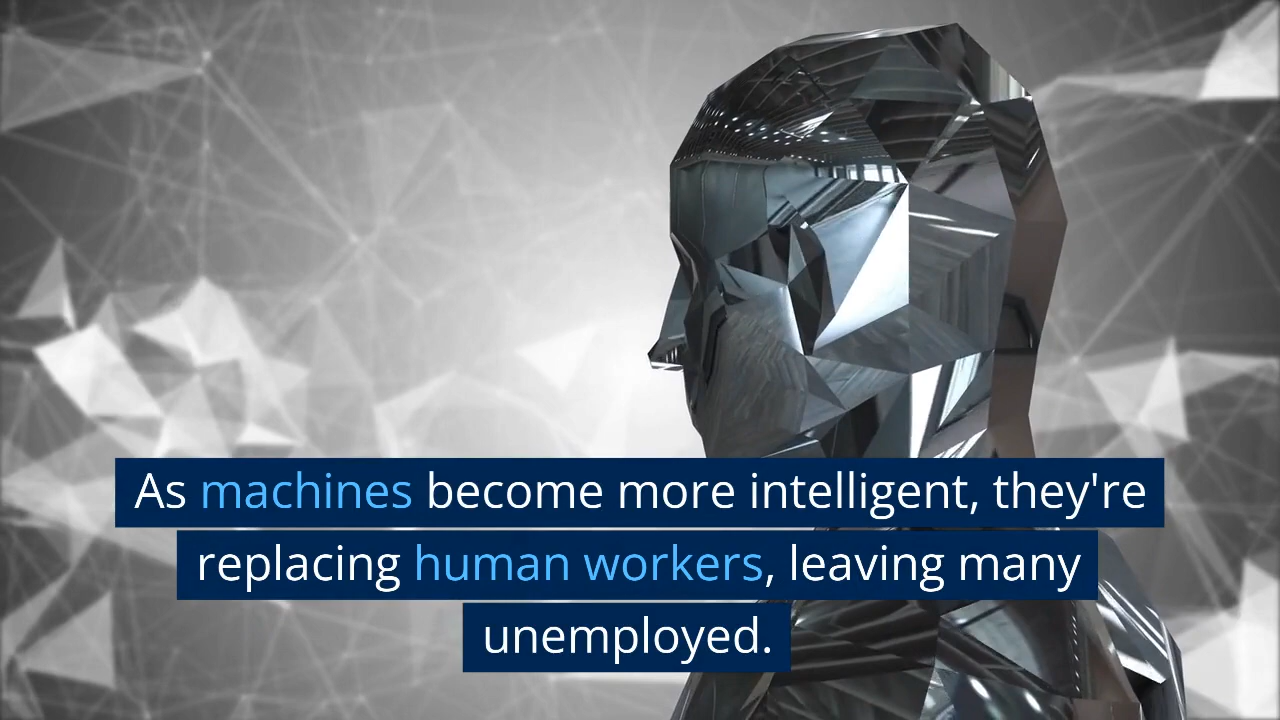 As machines become more intelligent, they're
replacing human workers, leaving many
unemployed.